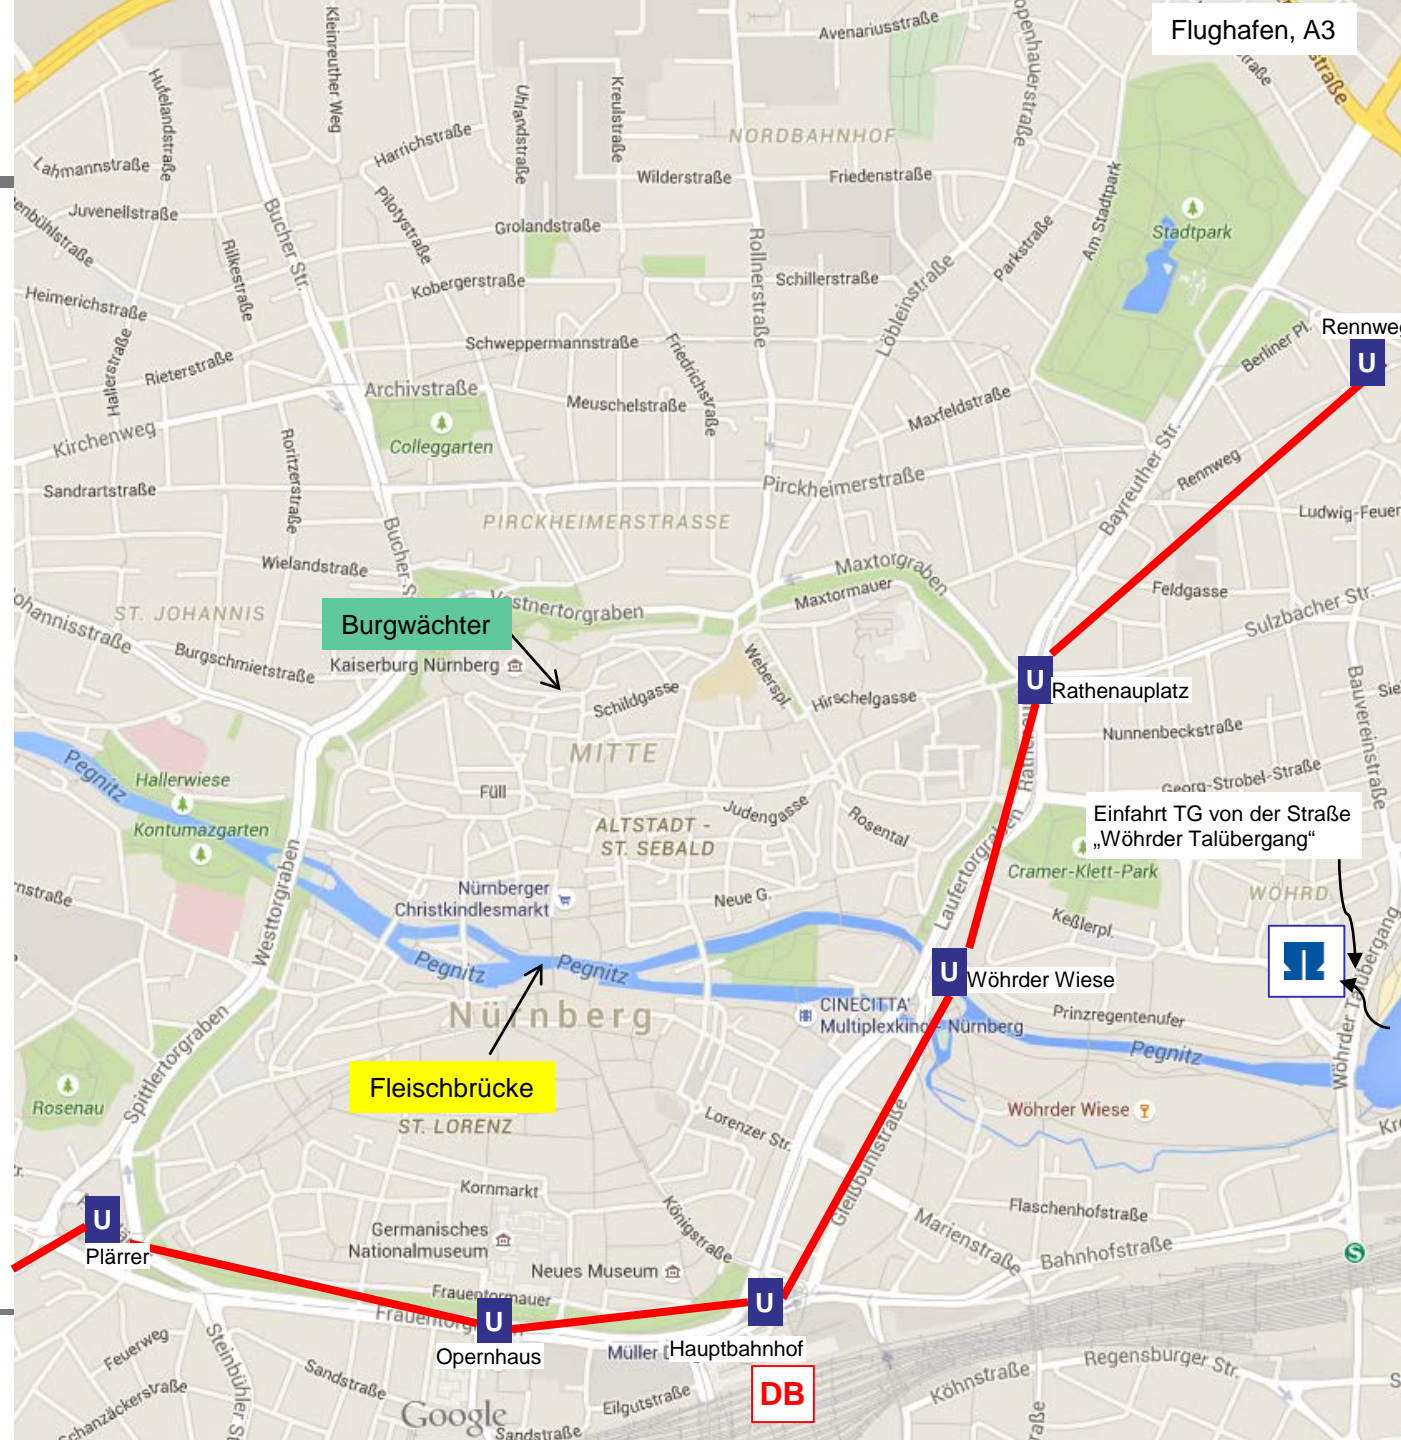 Flughafen, A3
Avenariusstraße
Kleinreuther Weg
Hufelandstraße
Uhlandstraße
Kreulstraße
NORDBAHNHOF
Harrichstraße
Lahmannstraße
Wilderstraße
Friedenstraße
Am Stadtpark
Juvenellstraße
Pilotystraße
Bucher Str.
Grolandstraße
Rollnerstraße
Parkstraße
Stadtpark
Rilkestraße
Kobergerstraße
Schillerstraße
Löbleinstraße
Heimerichstraße
Hallerstraße
Rieterstraße
Schweppermannstraße
Friedrichstraße
Berliner Pl.
Rennweg
U
Archivstraße
Meuschelstraße
Maxfeldstraße
Kirchenweg
Colleggarten
Roritzerstraße
Bayreuther Str.
Rennweg
Sandrartstraße
Pirckheimerstraße
PIRCKHEIMERSTRASSE
Ludwig-Feuer
Wielandstraße
Maxtorgraben
Maxtormauer
Feldgasse
Sulzbacher Str.
ST. JOHANNIS
Vestnertorgraben
Burgwächter
Kaiserburg Nürnberg
Burgschmietstraße
Weberspl.
Schildgasse
Hirschelgasse
U
Rathenauplatz
Bauvereinstraße
Nunnenbeckstraße
MITTE
Pegnitz
Hallerwiese
Füll
Judengasse
Rosental
Georg-Strobel-Straße
Einfahrt TG von der Straße
„Wöhrder Talübergang“
Kontumazgarten
ALTSTADT -
ST. SEBALD
Laufertorgraben
Cramer-Klett-Park
WÖHRD
Westtorgraben
Nürnberger
Christkindlesmarkt
Neue G.
Keßlerpl.
Pegnitz
Pegnitz
U
Wöhrder Wiese
Wöhrder Talübergang
Nürnberg
CINECITTA'
Multiplexkino - Nürnberg
Prinzregentenufer
Pegnitz
Spittlertorgraben
Rosenau
Fleischbrücke
ST. LORENZ
Lorenzer Str.
Gleißbühlstraße
Wöhrder Wiese
Kornmarkt
Königstraße
Marienstraße
Flaschenhofstraße
Bahnhofstraße
S
U
Plärrer
Germanisches
Nationalmuseum
Neues Museum
Frauentormauer
U
Opernhaus
U
Hauptbahnhof
DB
Feuerweg
Sandstraße
Eilgutstraße
Köhnstraße
Regensburger Str.
Google
Sandstraße